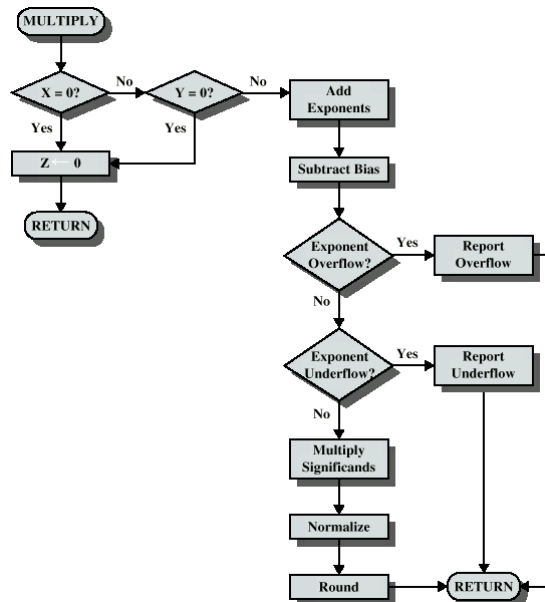 MULTIPLY
X = 0?
No
Y = 0?
No
Add
Exponents
Yes
Yes
Z ← 0
Subtract Bias
RETURN
Exponent
Overflow?
Yes
Report
Overflow
No
Exponent
Underflow?
Yes
Report
Underflow
No
Multiply
Significands
Normalize
Round
RETURN